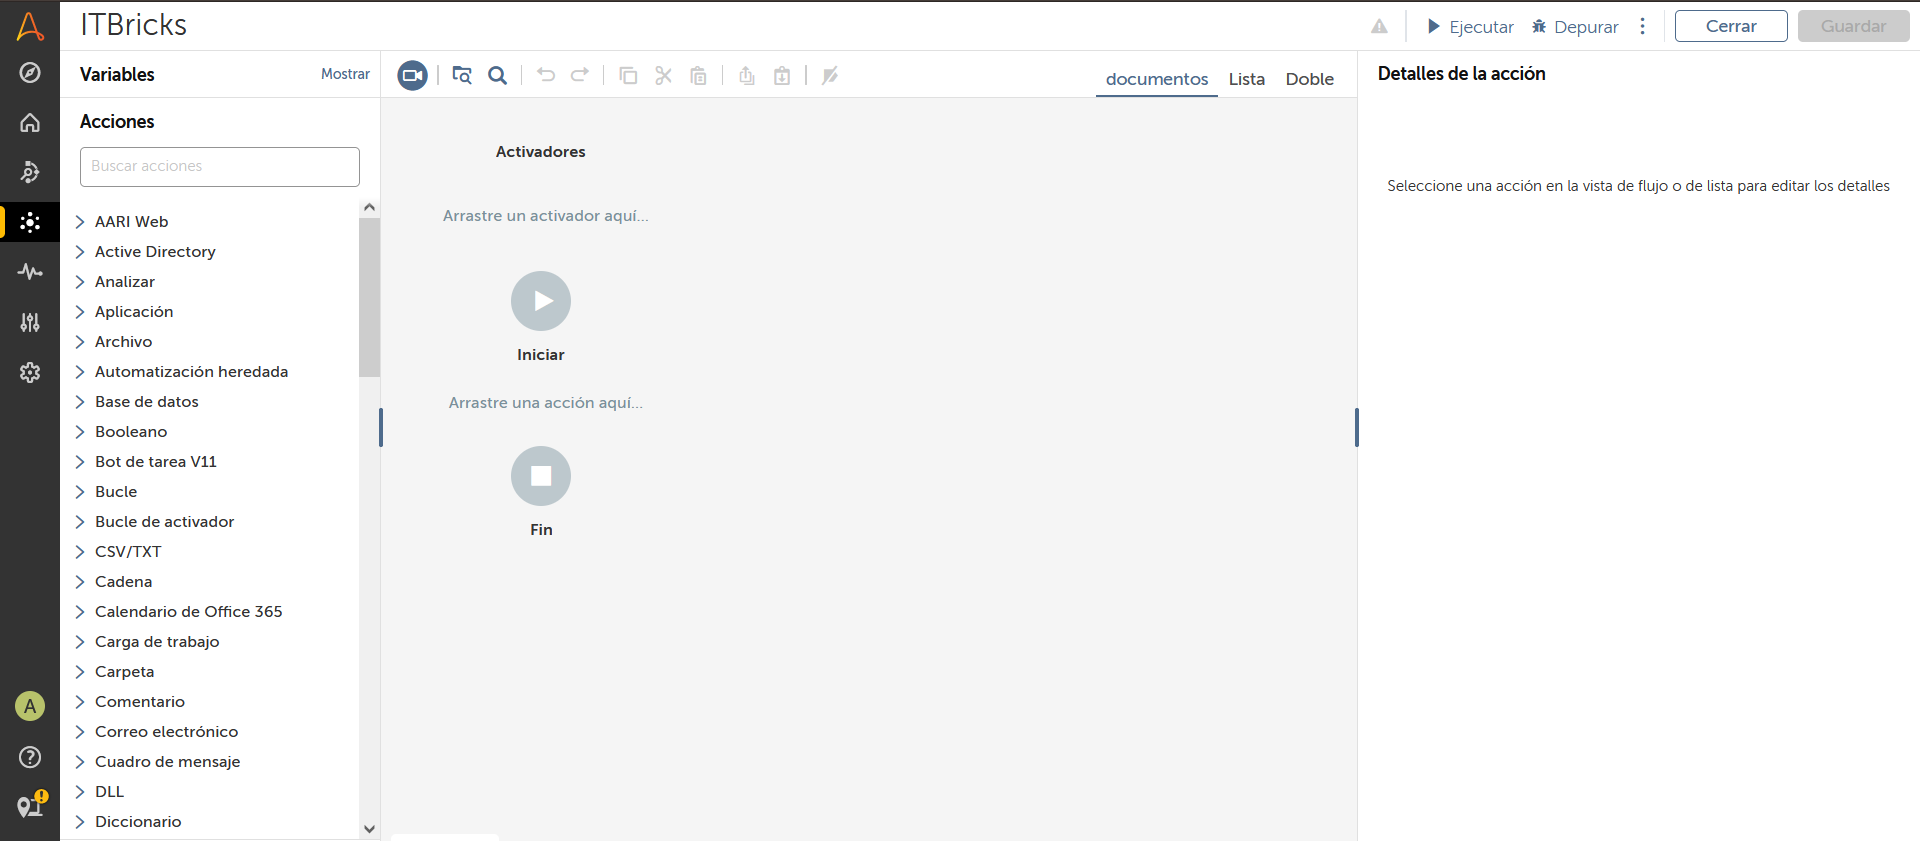 ITBricks
Ejecutar
Depurar
Cerrar
Guardar
Variables
Mostrar
documentos
Lista
Doble
Detalles de la acción
Acciones
Buscar acciones
AARI Web
Active Directory
Analizar
Aplicación
Archivo
Automatización heredada
Base de datos
Booleano
Bot de tarea V11
Bucle
Bucle de activador
CSV/TXT
Cadena
Calendario de Office 365
Carga de trabajo
Carpeta
Comentario
Correo electrónico
Cuadro de mensaje
DLL
Diccionario
Activadores
Arrastre un activador aquí...
Iniciar
Arrastre una acción aquí...
Fin
Seleccione una acción en la vista de flujo o de lista para editar los detalles
A